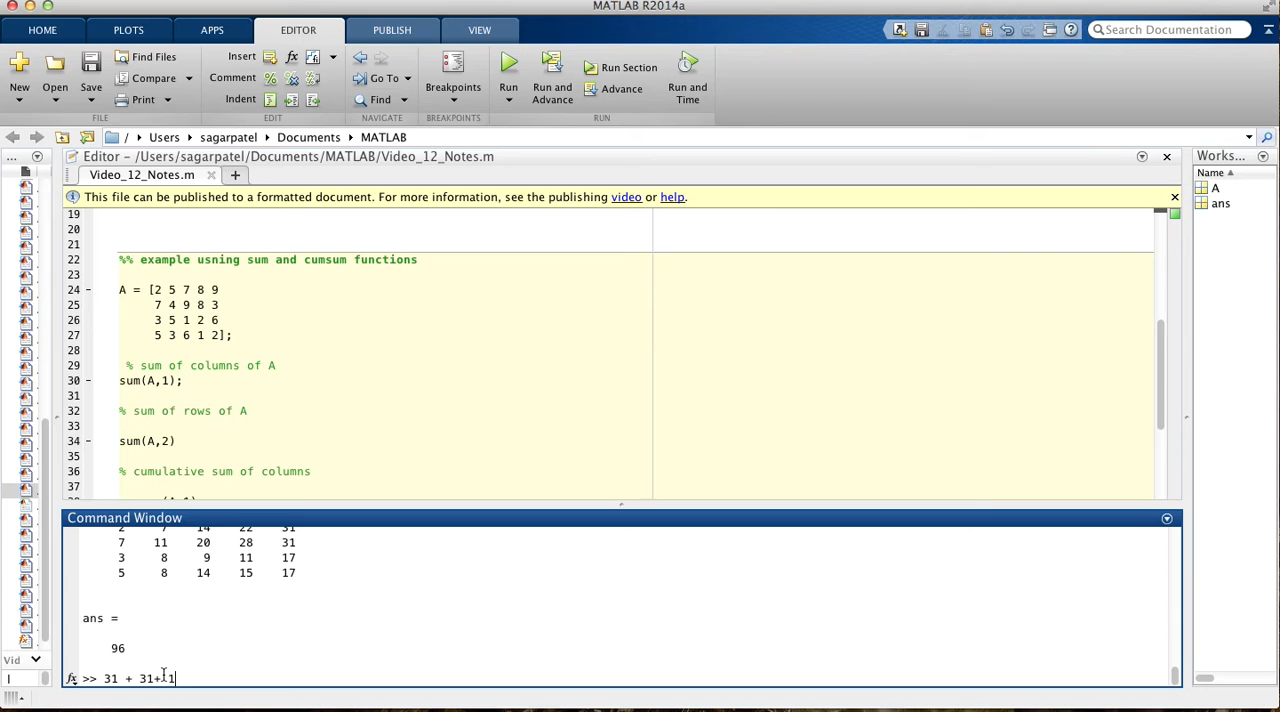 MATLAB R2014a
HOME PLOTS APPS EDITOR PUBLISH VIEW Search Documentation
New Open Save Find Files Compare Print
FILE
Insert fx
Comment % % %
Indent
EDIT
Go To Find
NAVIGATE
Breakpoints
BREAKPOINTS
Run Run and Advance Run Section Advance Run and Time
RUN
/ Users sagarpatel Documents MATLAB
... Editor - /Users/sagarpatel/Documents/MATLAB/Video_12_Notes.m Works...
Video_12_Notes.m + Name
This file can be published to a formatted document. For more information, see the publishing video or help. A
ans
19
20
21
22 %% example usning sum and cumsum functions
23
24 - A = [2 5 7 8 9
25 7 4 9 8 3
26 3 5 1 2 6
27 5 3 6 1 2];
28
29 % sum of columns of A
30 - sum(A,1);
31
32 % sum of rows of A
33
34 - sum(A,2)
35
36 % cumulative sum of columns
37
Command Window
2 7 14 22 31
7 11 20 28 31
3 8 9 11 17
5 8 14 15 17
ans =
96
fx >> 31 + 31+ 1
Vid